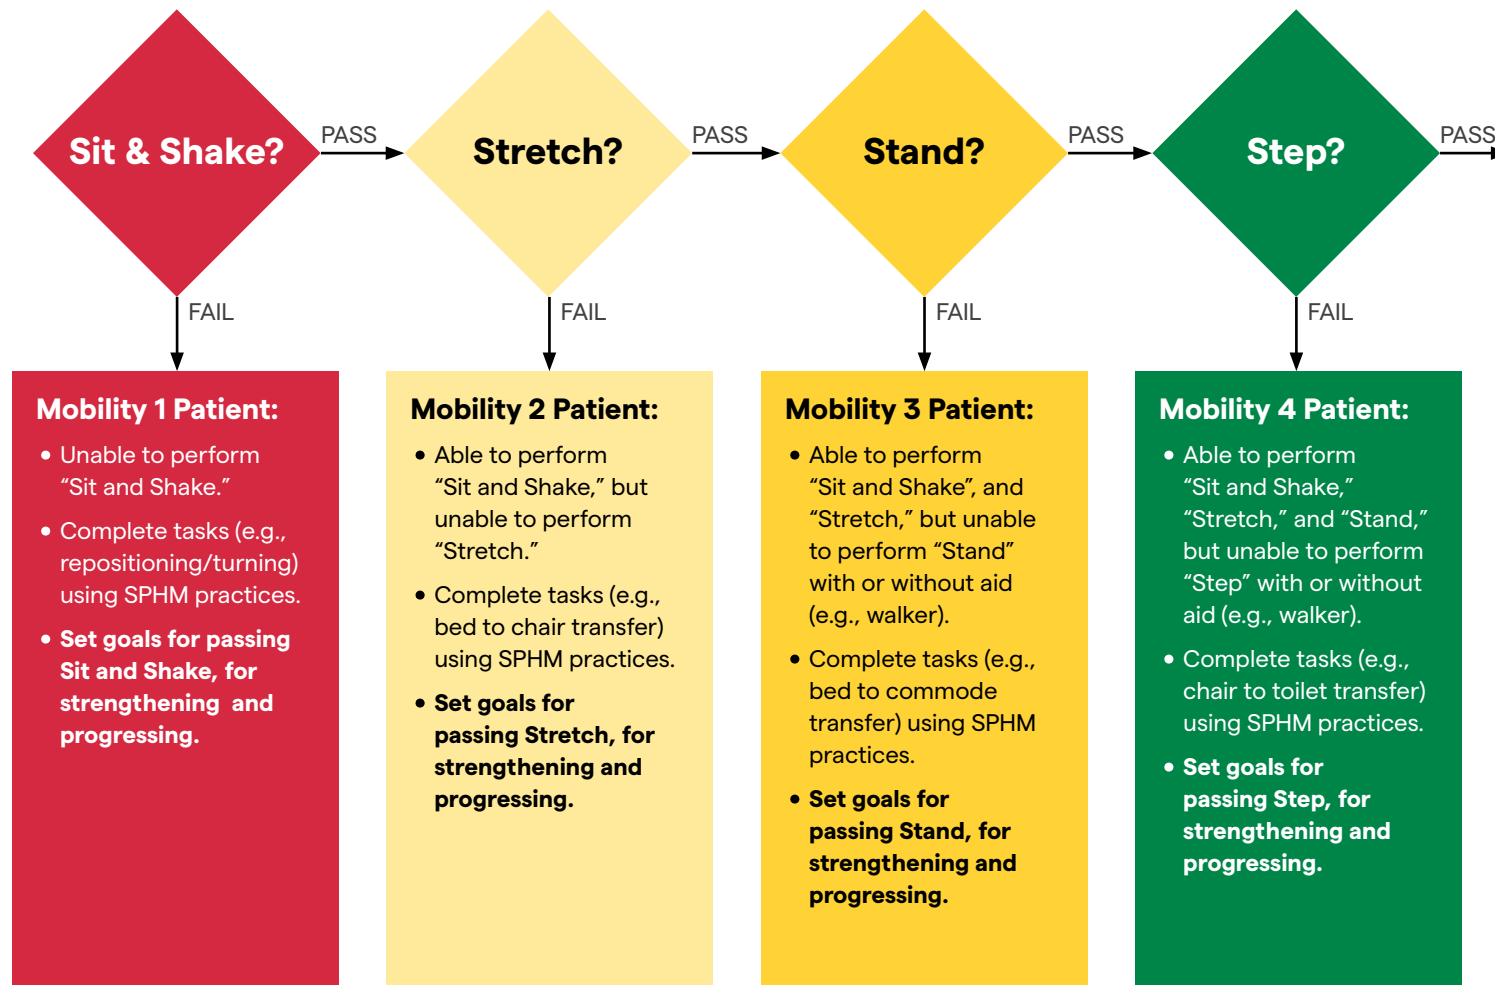 Sit & Shake?
PASS
Stretch?
PASS
Stand?
PASS
Step?
PASS
FAIL
FAIL
FAIL
FAIL
Mobility 1 Patient:
• Unable to perform
“Sit and Shake.”
• Complete tasks (e.g.,
repositioning/turning)
using SPHM practices.
• Set goals for passing
Sit and Shake, for
strengthening and
progressing.
Mobility 2 Patient:
• Able to perform
“Sit and Shake,” but
unable to perform
“Stretch.”
• Complete tasks (e.g.,
bed to chair transfer)
using SPHM practices.
• Set goals for
passing Stretch, for
strengthening and
progressing.
Mobility 3 Patient:
• Able to perform
“Sit and Shake”, and
“Stretch,” but unable
to perform “Stand”
with or without aid
(e.g., walker).
• Complete tasks (e.g.,
bed to commode
transfer) using SPHM
practices.
• Set goals for
passing Stand, for
strengthening and
progressing.
Mobility 4 Patient:
• Able to perform
“Sit and Shake,”
“Stretch,” and “Stand,”
but unable to perform
“Step” with or without
aid (e.g., walker).
• Complete tasks (e.g.,
chair to toilet transfer)
using SPHM practices.
• Set goals for
passing Step, for
strengthening and
progressing.